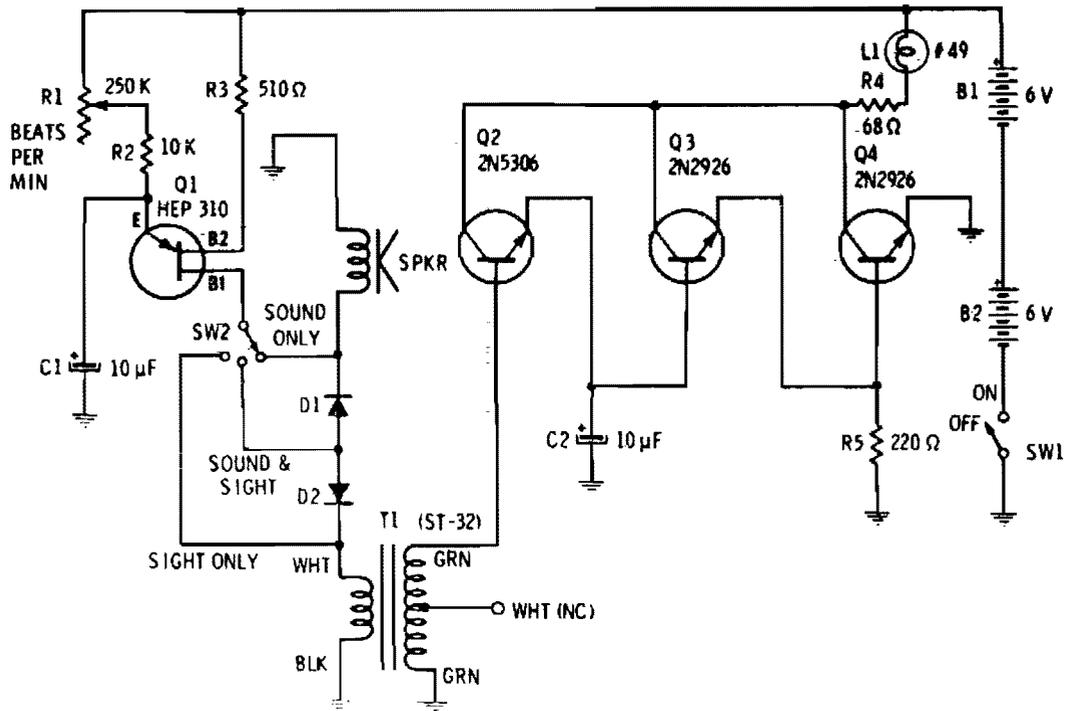 R1
250 K
BEATS
PER
MIN
R2
10 K
R3
510 Ω
Q1
HEP 310
E
B2
B1
C1
+
10 µF
SW2
SOUND
ONLY
SPKR
D1
SOUND &
SIGHT
D2
SIGHT ONLY
WHT
BLK
T1 (ST-32)
GRN
WHT (NC)
GRN
Q2
2N5306
Q3
2N2926
Q4
2N2926
L1
#49
R4
68 Ω
C2
+
10 µF
R5
220 Ω
+
B1
6 V
+
B2
6 V
ON
OFF
SW1